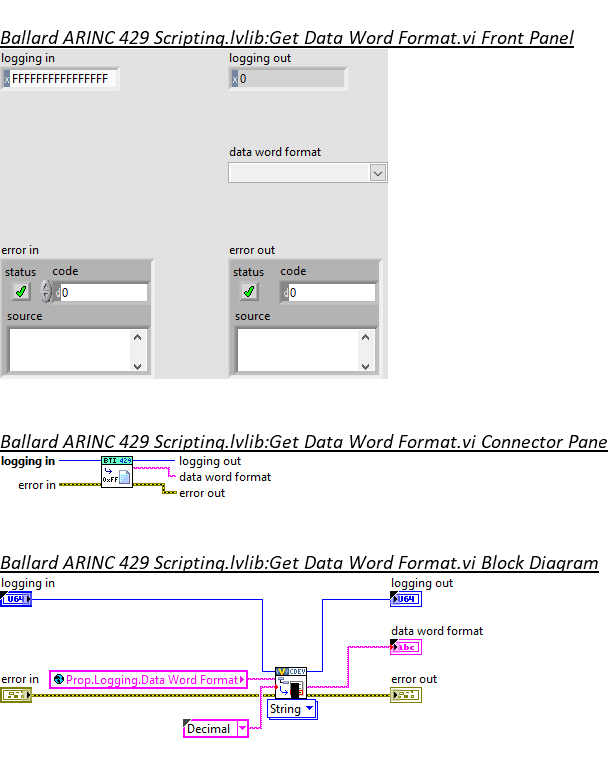 Ballard ARINC 429 Scripting.lvlib:Get Data Word Format.vi Front Panel
logging in
logging out
x FFFFFFFFFFFFFFFF
x 0
data word format
error in
error out
status code
status code
d 0
d 0
source
source
Ballard ARINC 429 Scripting.lvlib:Get Data Word Format.vi Connector Pane
logging in
BTI 429
logging out
0xFF
data word format
error in
error out
Ballard ARINC 429 Scripting.lvlib:Get Data Word Format.vi Block Diagram
logging in
logging out
U64
U64
data word format
abc
error in
CDEV
error out
Prop.Logging.Data Word Format
String
Decimal